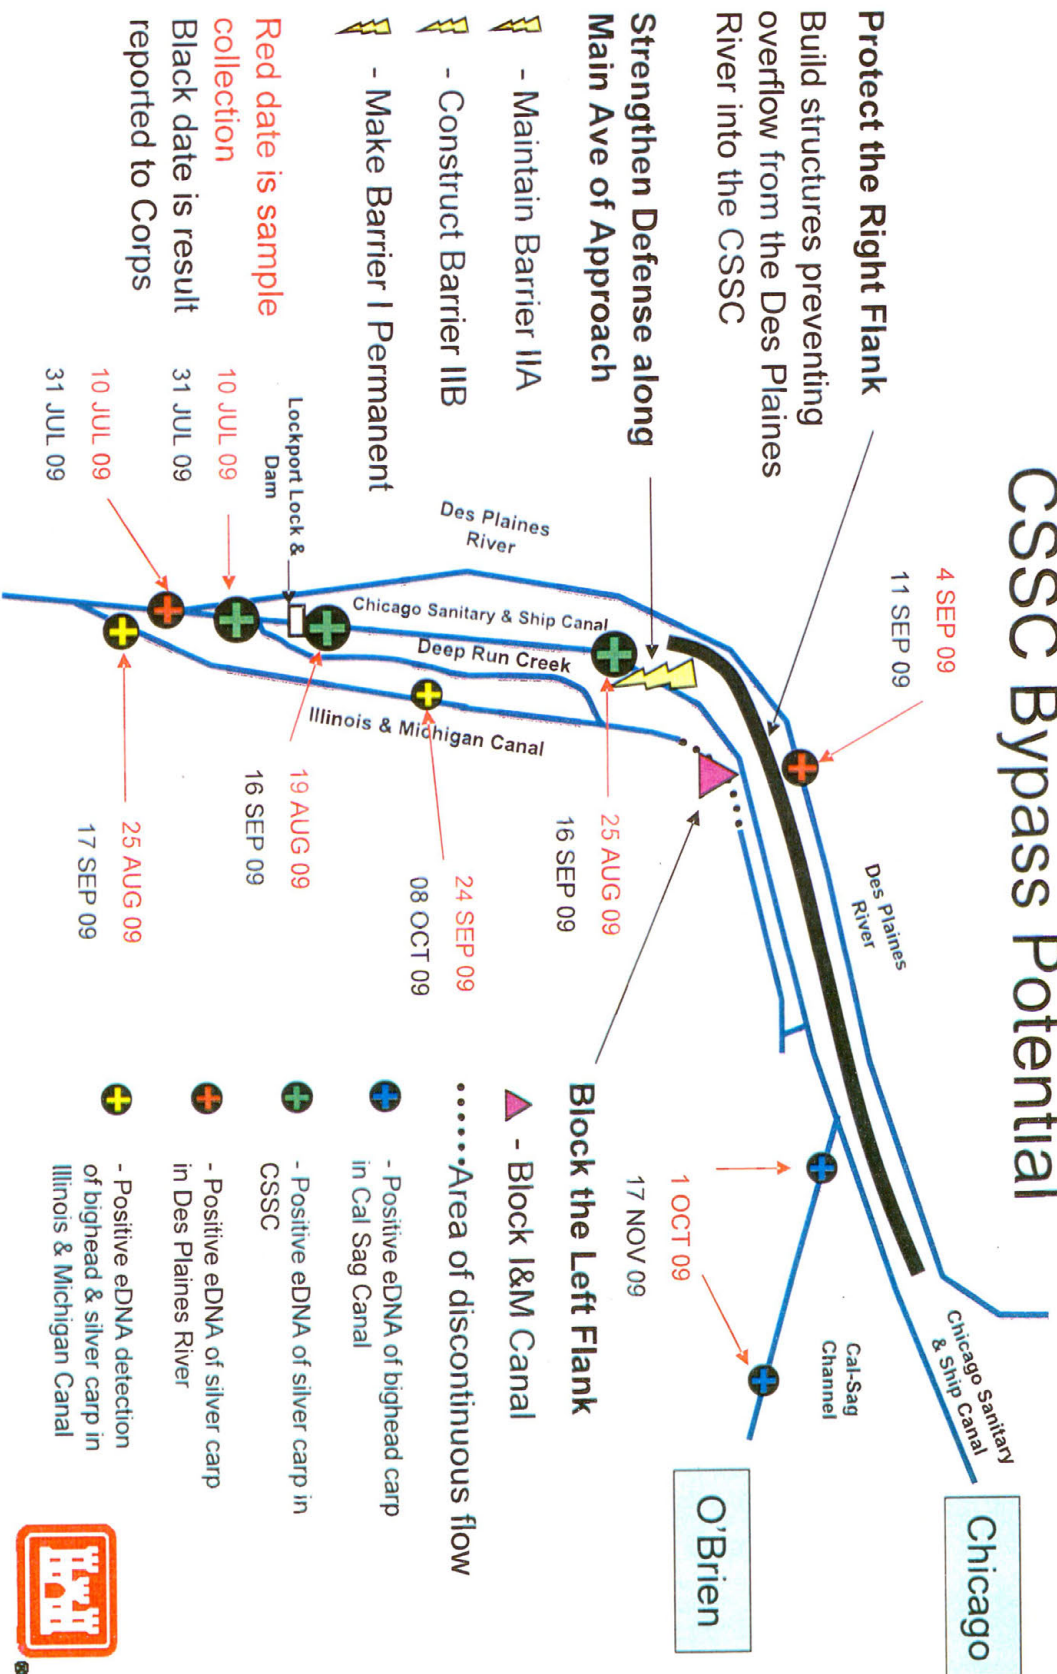 CSSC Bypass Potential
Protect the Right Flank
Build structures preventing
overflow from the Des Plaines
River into the CSSC
Strengthen Defense along
Main Ave of Approach
- Maintain Barrier IIA
- Construct Barrier IIB
- Make Barrier I Permanent
Red date is sample
collection
Black date is result
reported to Corps
4 SEP 09
11 SEP 09
Des Plaines
River
Des Plaines
River
Chicago Sanitary
& Ship Canal
Chicago
Cal-Sag
Channel
O'Brien
Lockport Lock &
Dam
Chicago Sanitary & Ship Canal
Deep Run Creek
Illinois & Michigan Canal
10 JUL 09
31 JUL 09
10 JUL 09
31 JUL 09
25 AUG 09
16 SEP 09
24 SEP 09
08 OCT 09
19 AUG 09
16 SEP 09
25 AUG 09
17 SEP 09
1 OCT 09
17 NOV 09
Block the Left Flank
- Block I&M Canal
......Area of discontinuous flow
- Positive eDNA of bighead carp
in Cal Sag Canal
- Positive eDNA of silver carp in
CSSC
- Positive eDNA of silver carp
in Des Plaines River
- Positive eDNA detection
of bighead & silver carp in
Illinois & Michigan Canal
®